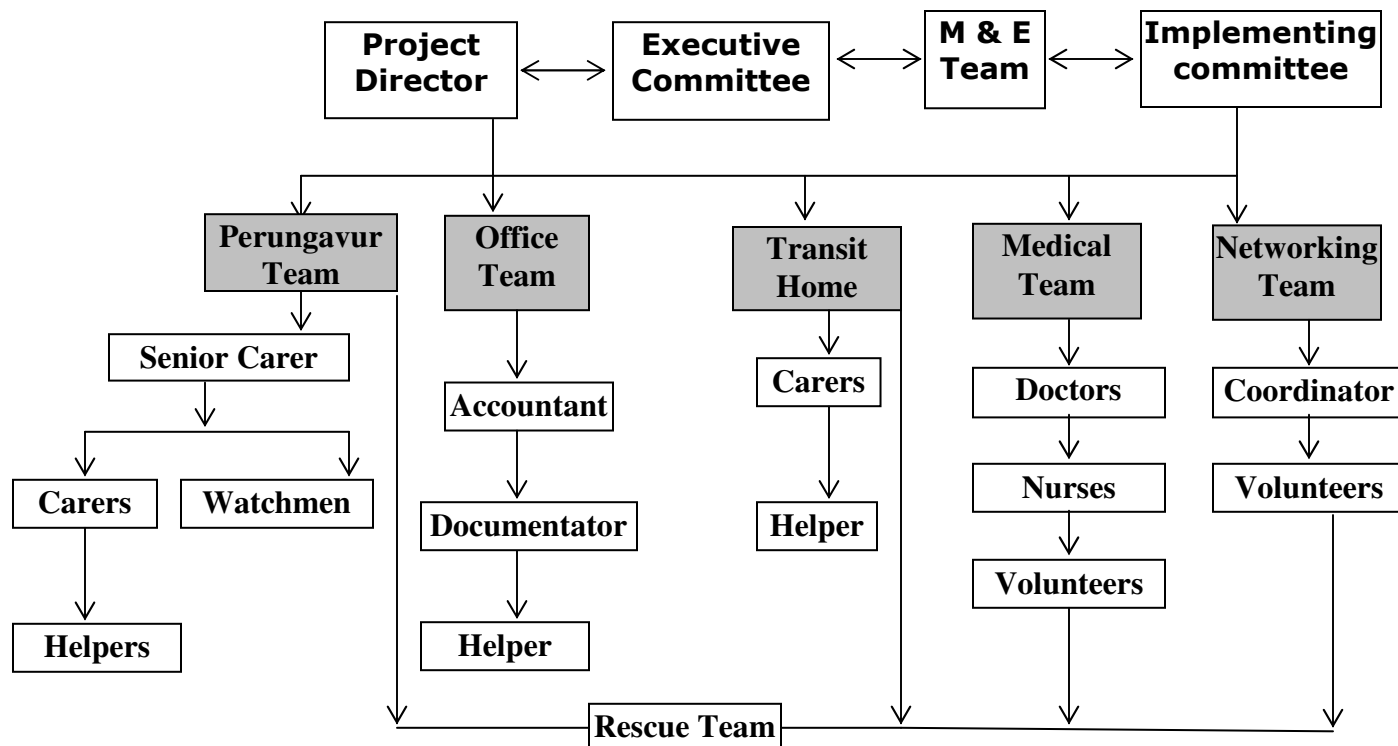 Project
Director
Executive
Committee
M & E
Team
Implementing
committee
Perungavur
Team
Office
Team
Transit
Home
Medical
Team
Networking
Team
Senior Carer
Carers
Doctors
Coordinator
Accountant
Carers
Watchmen
Nurses
Volunteers
Documentator
Helper
Volunteers
Helpers
Helper
Rescue Team